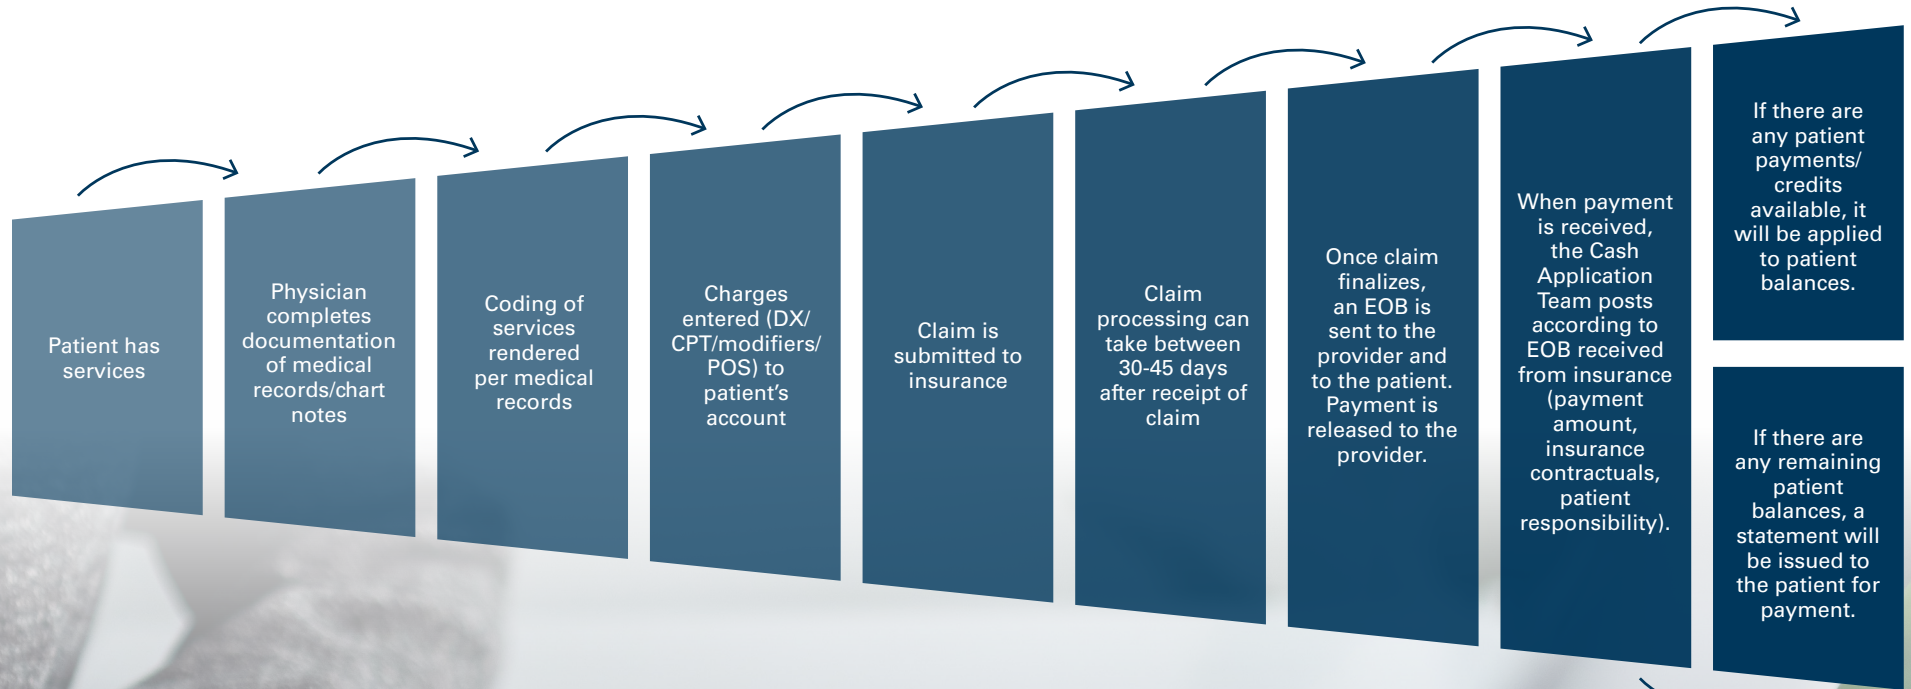 Patient has
services
Physician
completes
documentation
of medical
records/chart
notes
Coding of
services
rendered
per medical
records
Charges
entered (DX/
CPT/modifiers/
POS) to
patient's
account
Claim is
submitted to
insurance
Claim
processing can
take between
30-45 days
after receipt of
claim
Once claim
finalizes,
an EOB is
sent to the
provider and
to the patient.
Payment is
released to the
provider.
When payment
is received,
the Cash
Application
Team posts
according to
EOB received
from insurance
(payment
amount,
insurance
contractuals,
patient
responsibility).
If there are
any patient
payments/
credits
available, it
will be applied
to patient
balances.
If there are
any remaining
patient
balances, a
statement will
be issued to
the patient for
payment.